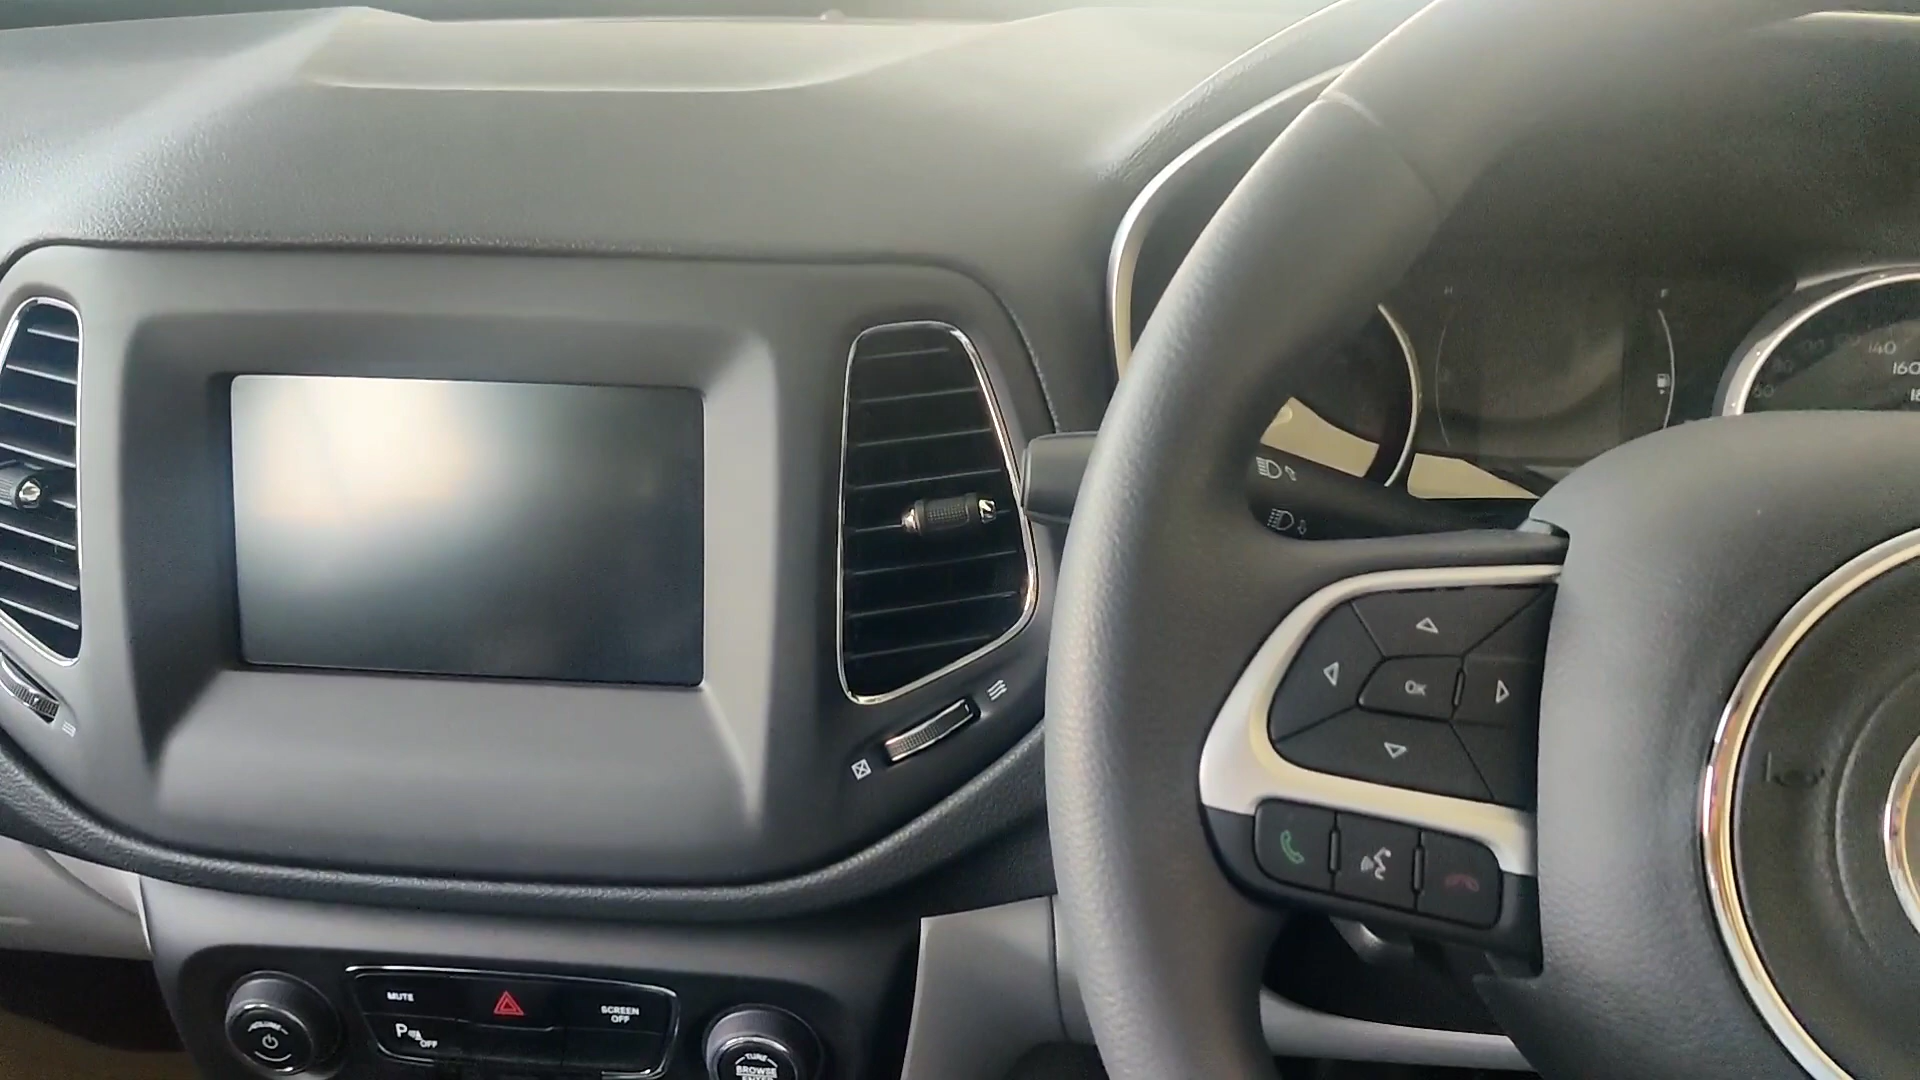 H
F
140
160
OK
MUTE
SCREEN
OFF
P
OFF
VOLUME
TUNE
BROWSE
ENTER